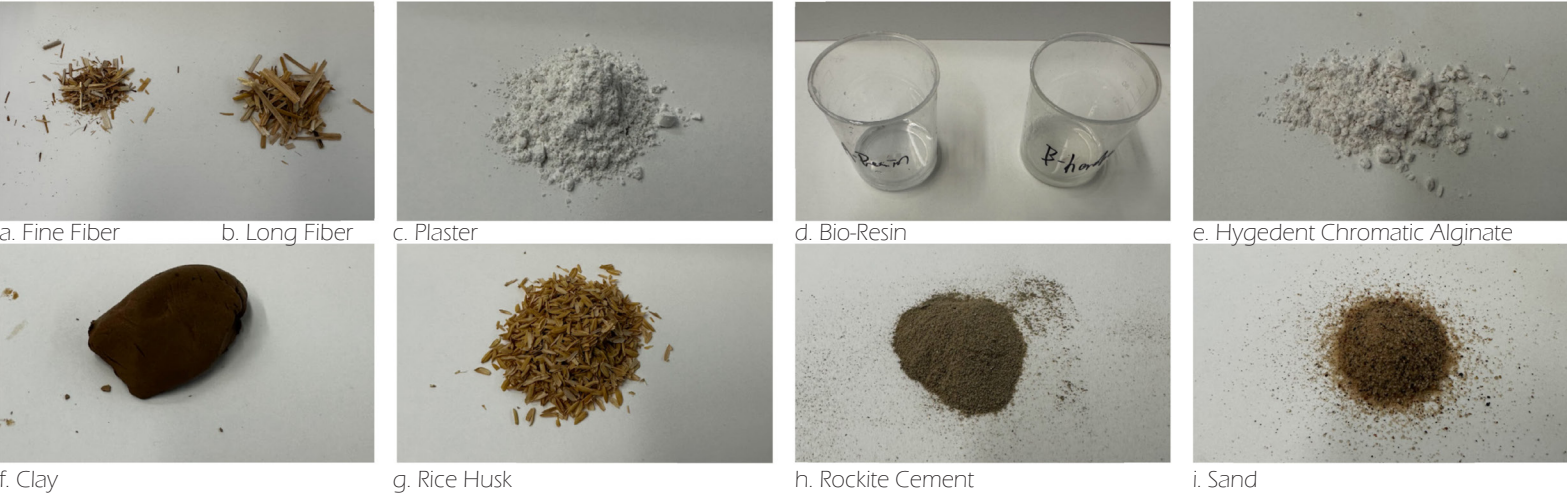 a. Fine Fiber
b. Long Fiber
c. Plaster
d. Bio-Resin
e. Hygedent Chromatic Alginate
f. Clay
g. Rice Husk
h. Rockite Cement
i. Sand